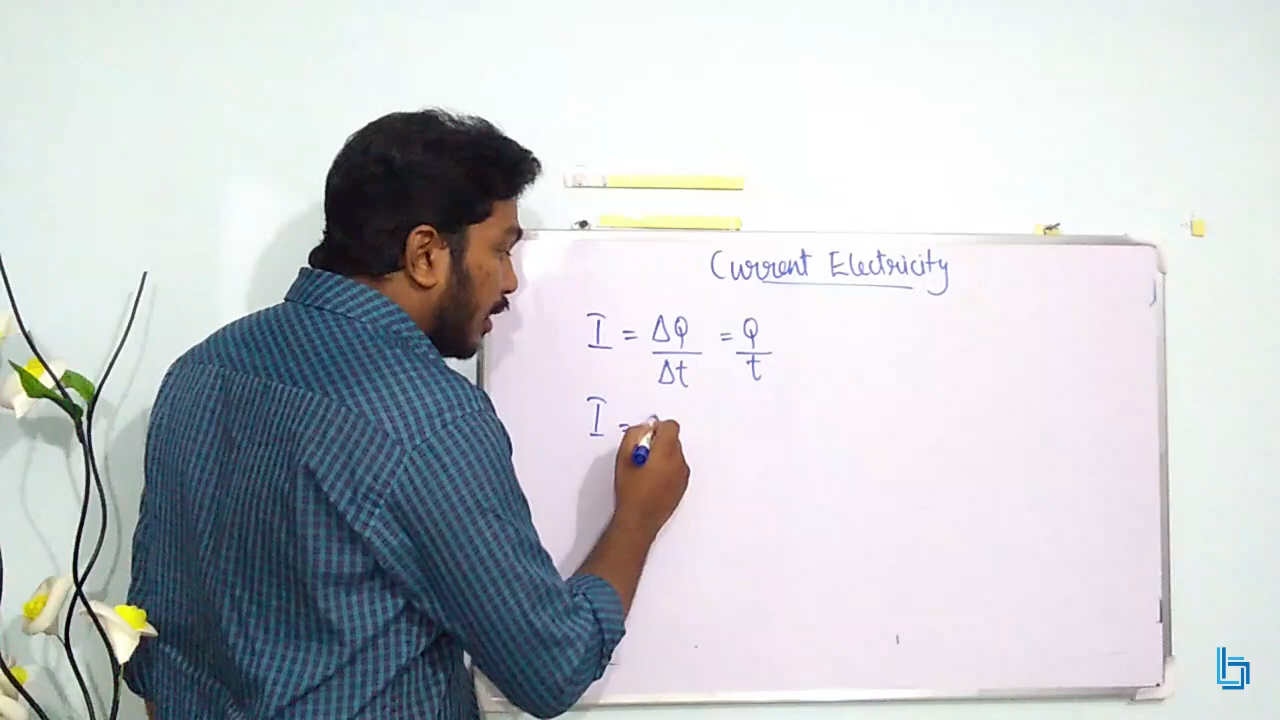 Current Electricity
I = ΔQ/Δt = Q/t
I =